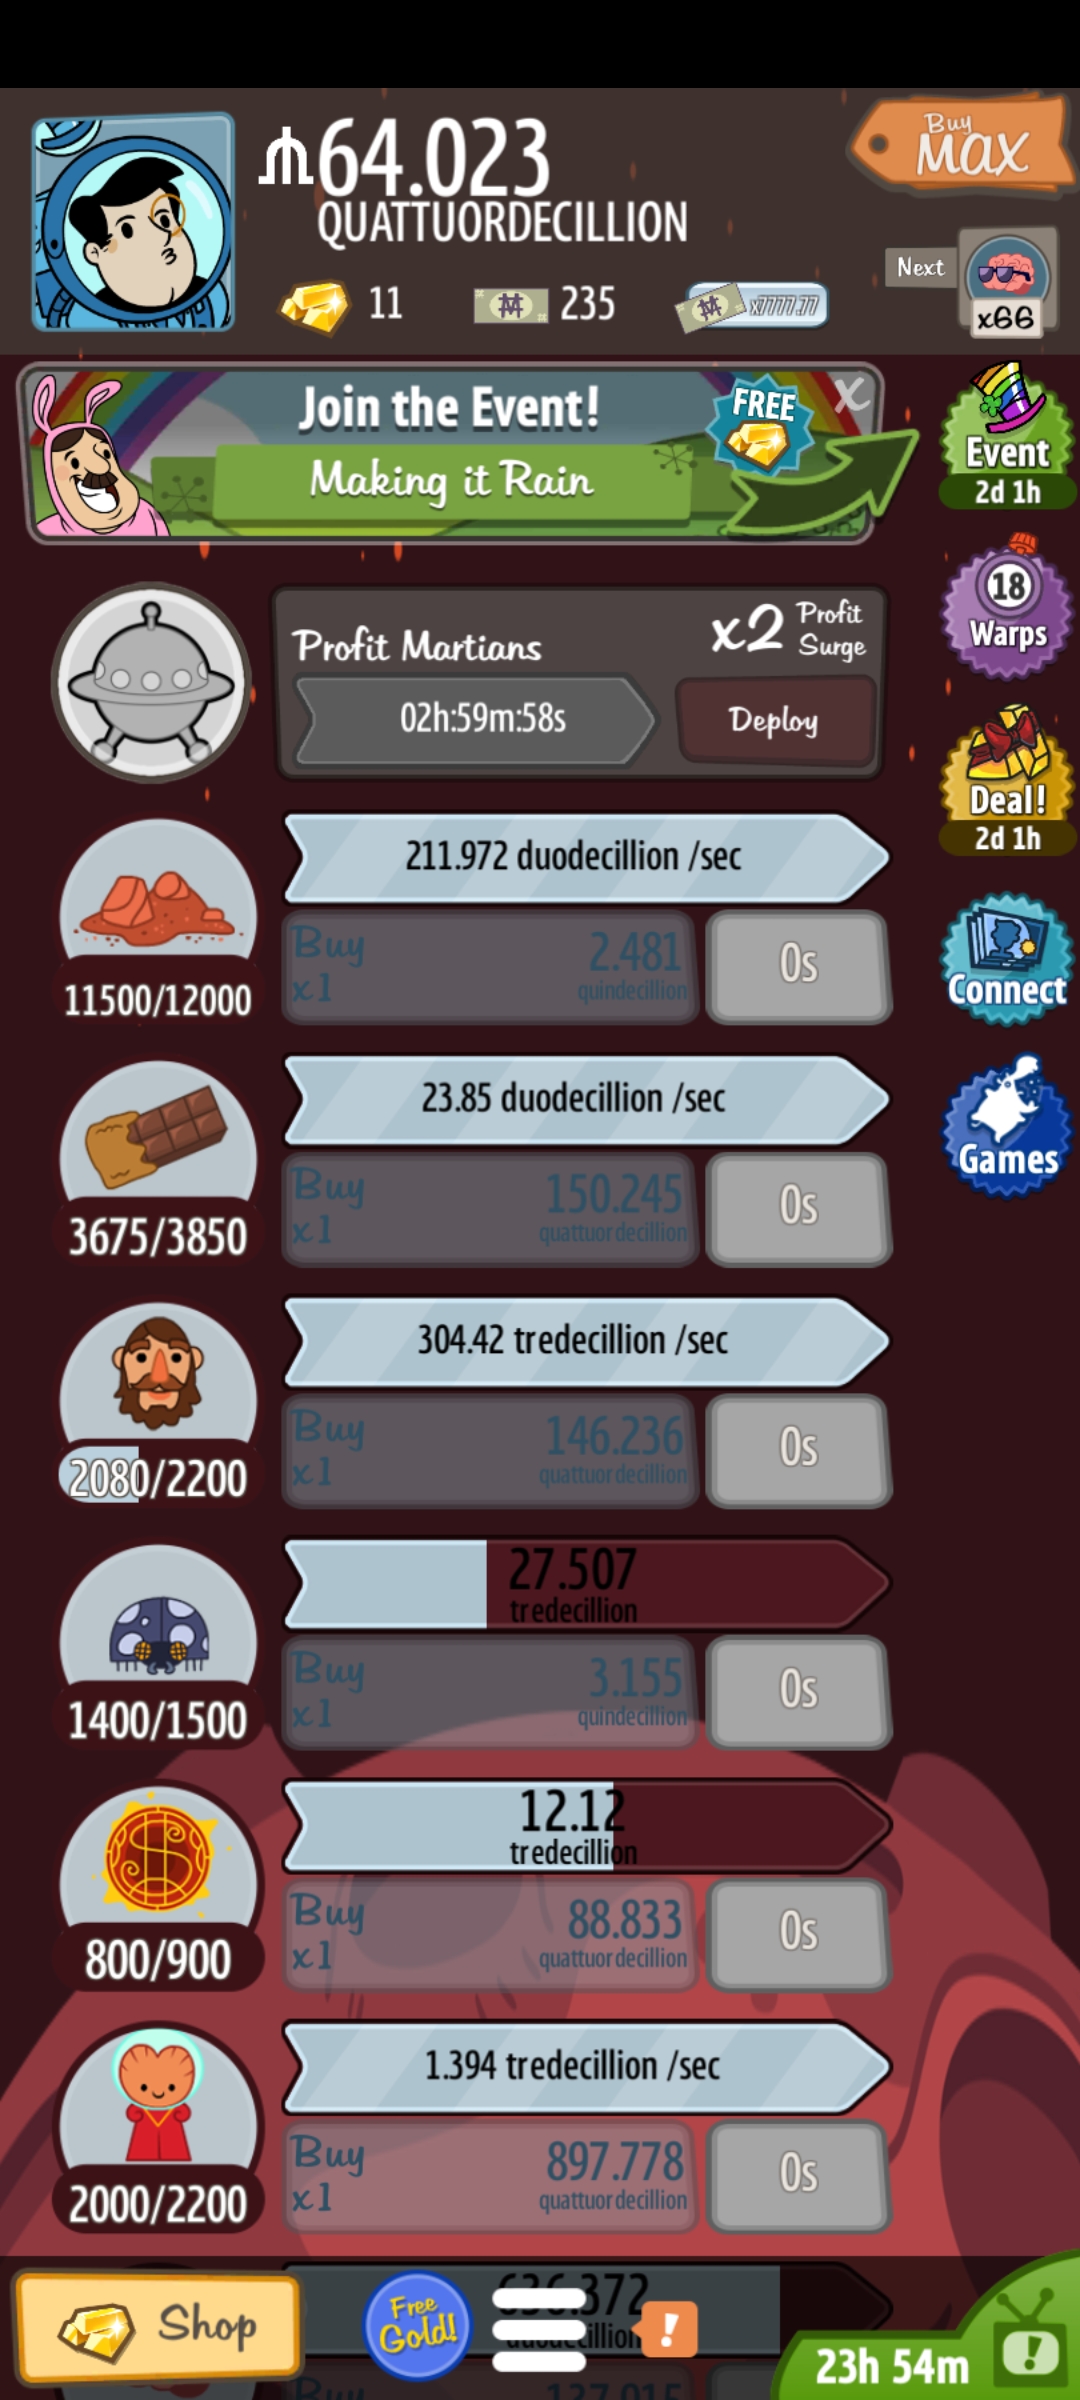 64.023
QUATTUORDECILLION
Buy
MAX
11
235
x7777.77
Next
x66
Join the Event!
Making it Rain
FREE
X
Event
2d 1h
Profit Martians
x2 Profit Surge
02h:59m:58s
Deploy
18
Warps
Deal!
2d 1h
211.972 duodecillion /sec
Buy x1
2.481 quindecillion
0s
11500/12000
Connect
23.85 duodecillion /sec
Buy x1
150.245 quattuordecillion
0s
3675/3850
Games
304.42 tredecillion /sec
Buy x1
146.236 quattuordecillion
0s
2080/2200
27.507
tredecillion
Buy x1
3.155 quindecillion
0s
1400/1500
12.12
tredecillion
Buy x1
88.833 quattuordecillion
0s
800/900
1.394 tredecillion /sec
Buy x1
897.778 quattuordecillion
0s
2000/2200
Shop
Free
Gold!
!
23h 54m
!